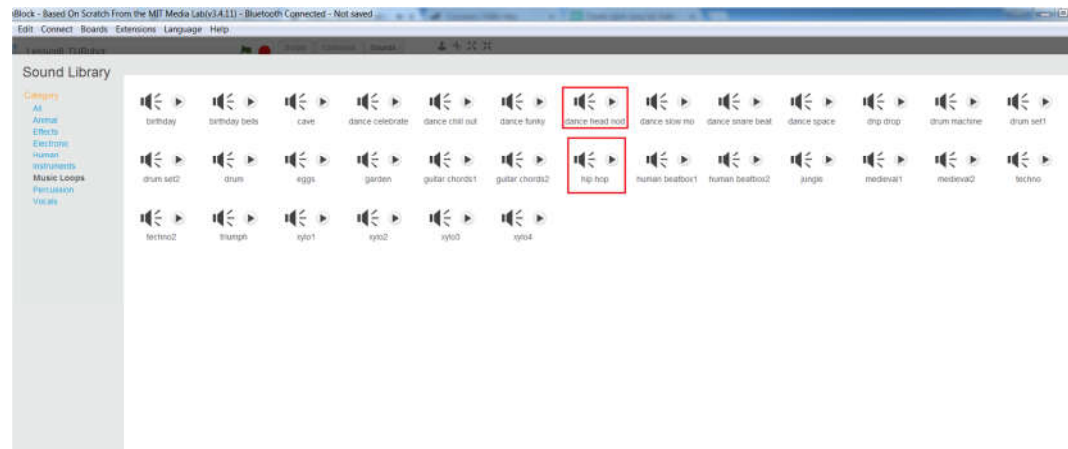 Block - Based On Scratch From the MIT Media Lab(v3.4.11) - Bluetooth Connected - Not saved
Edit Connect Boards Extensions Language Help
Sounds
Sound Library
Category
All
Animal
Effects
Electronic
Human
Instruments
Music Loops
Percussion
Vocals
birthday birthday bells cave dance celebrate dance chill out dance funky dance head nod dance slow mo dance snare beat dance space drip drop drum machine drum set1
drum set2 drum eggs garden guitar chords1 guitar chords2 hip hop human beatbox1 human beatbox2 jungle medieval1 medieval2 techno
techno2 triumph xylo1 xylo2 xylo3 xylo4